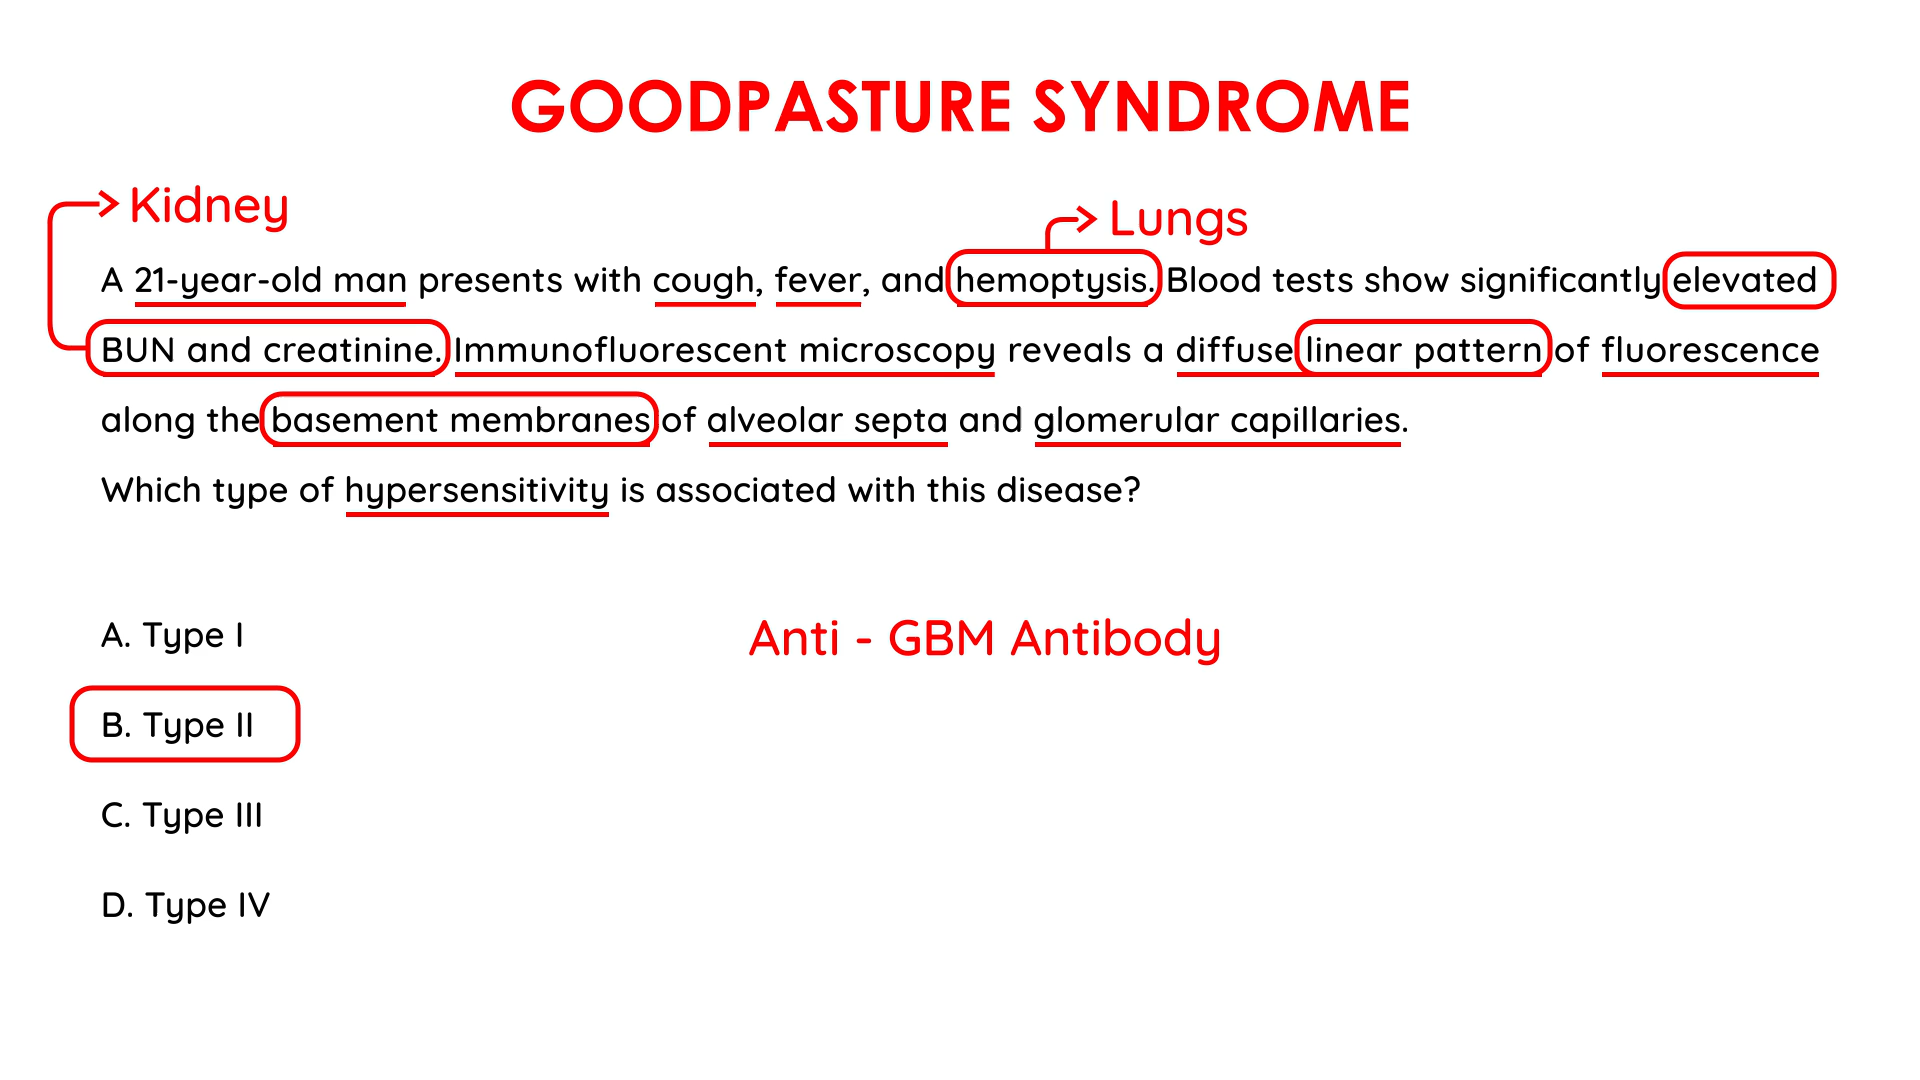 GOODPASTURE SYNDROME
Kidney
Lungs
A 21-year-old man presents with cough, fever, and hemoptysis. Blood tests show significantly elevated
BUN and creatinine. Immunofluorescent microscopy reveals a diffuse linear pattern of fluorescence
along the basement membranes of alveolar septa and glomerular capillaries.
Which type of hypersensitivity is associated with this disease?
A. Type I
Anti - GBM Antibody
B. Type II
C. Type III
D. Type IV